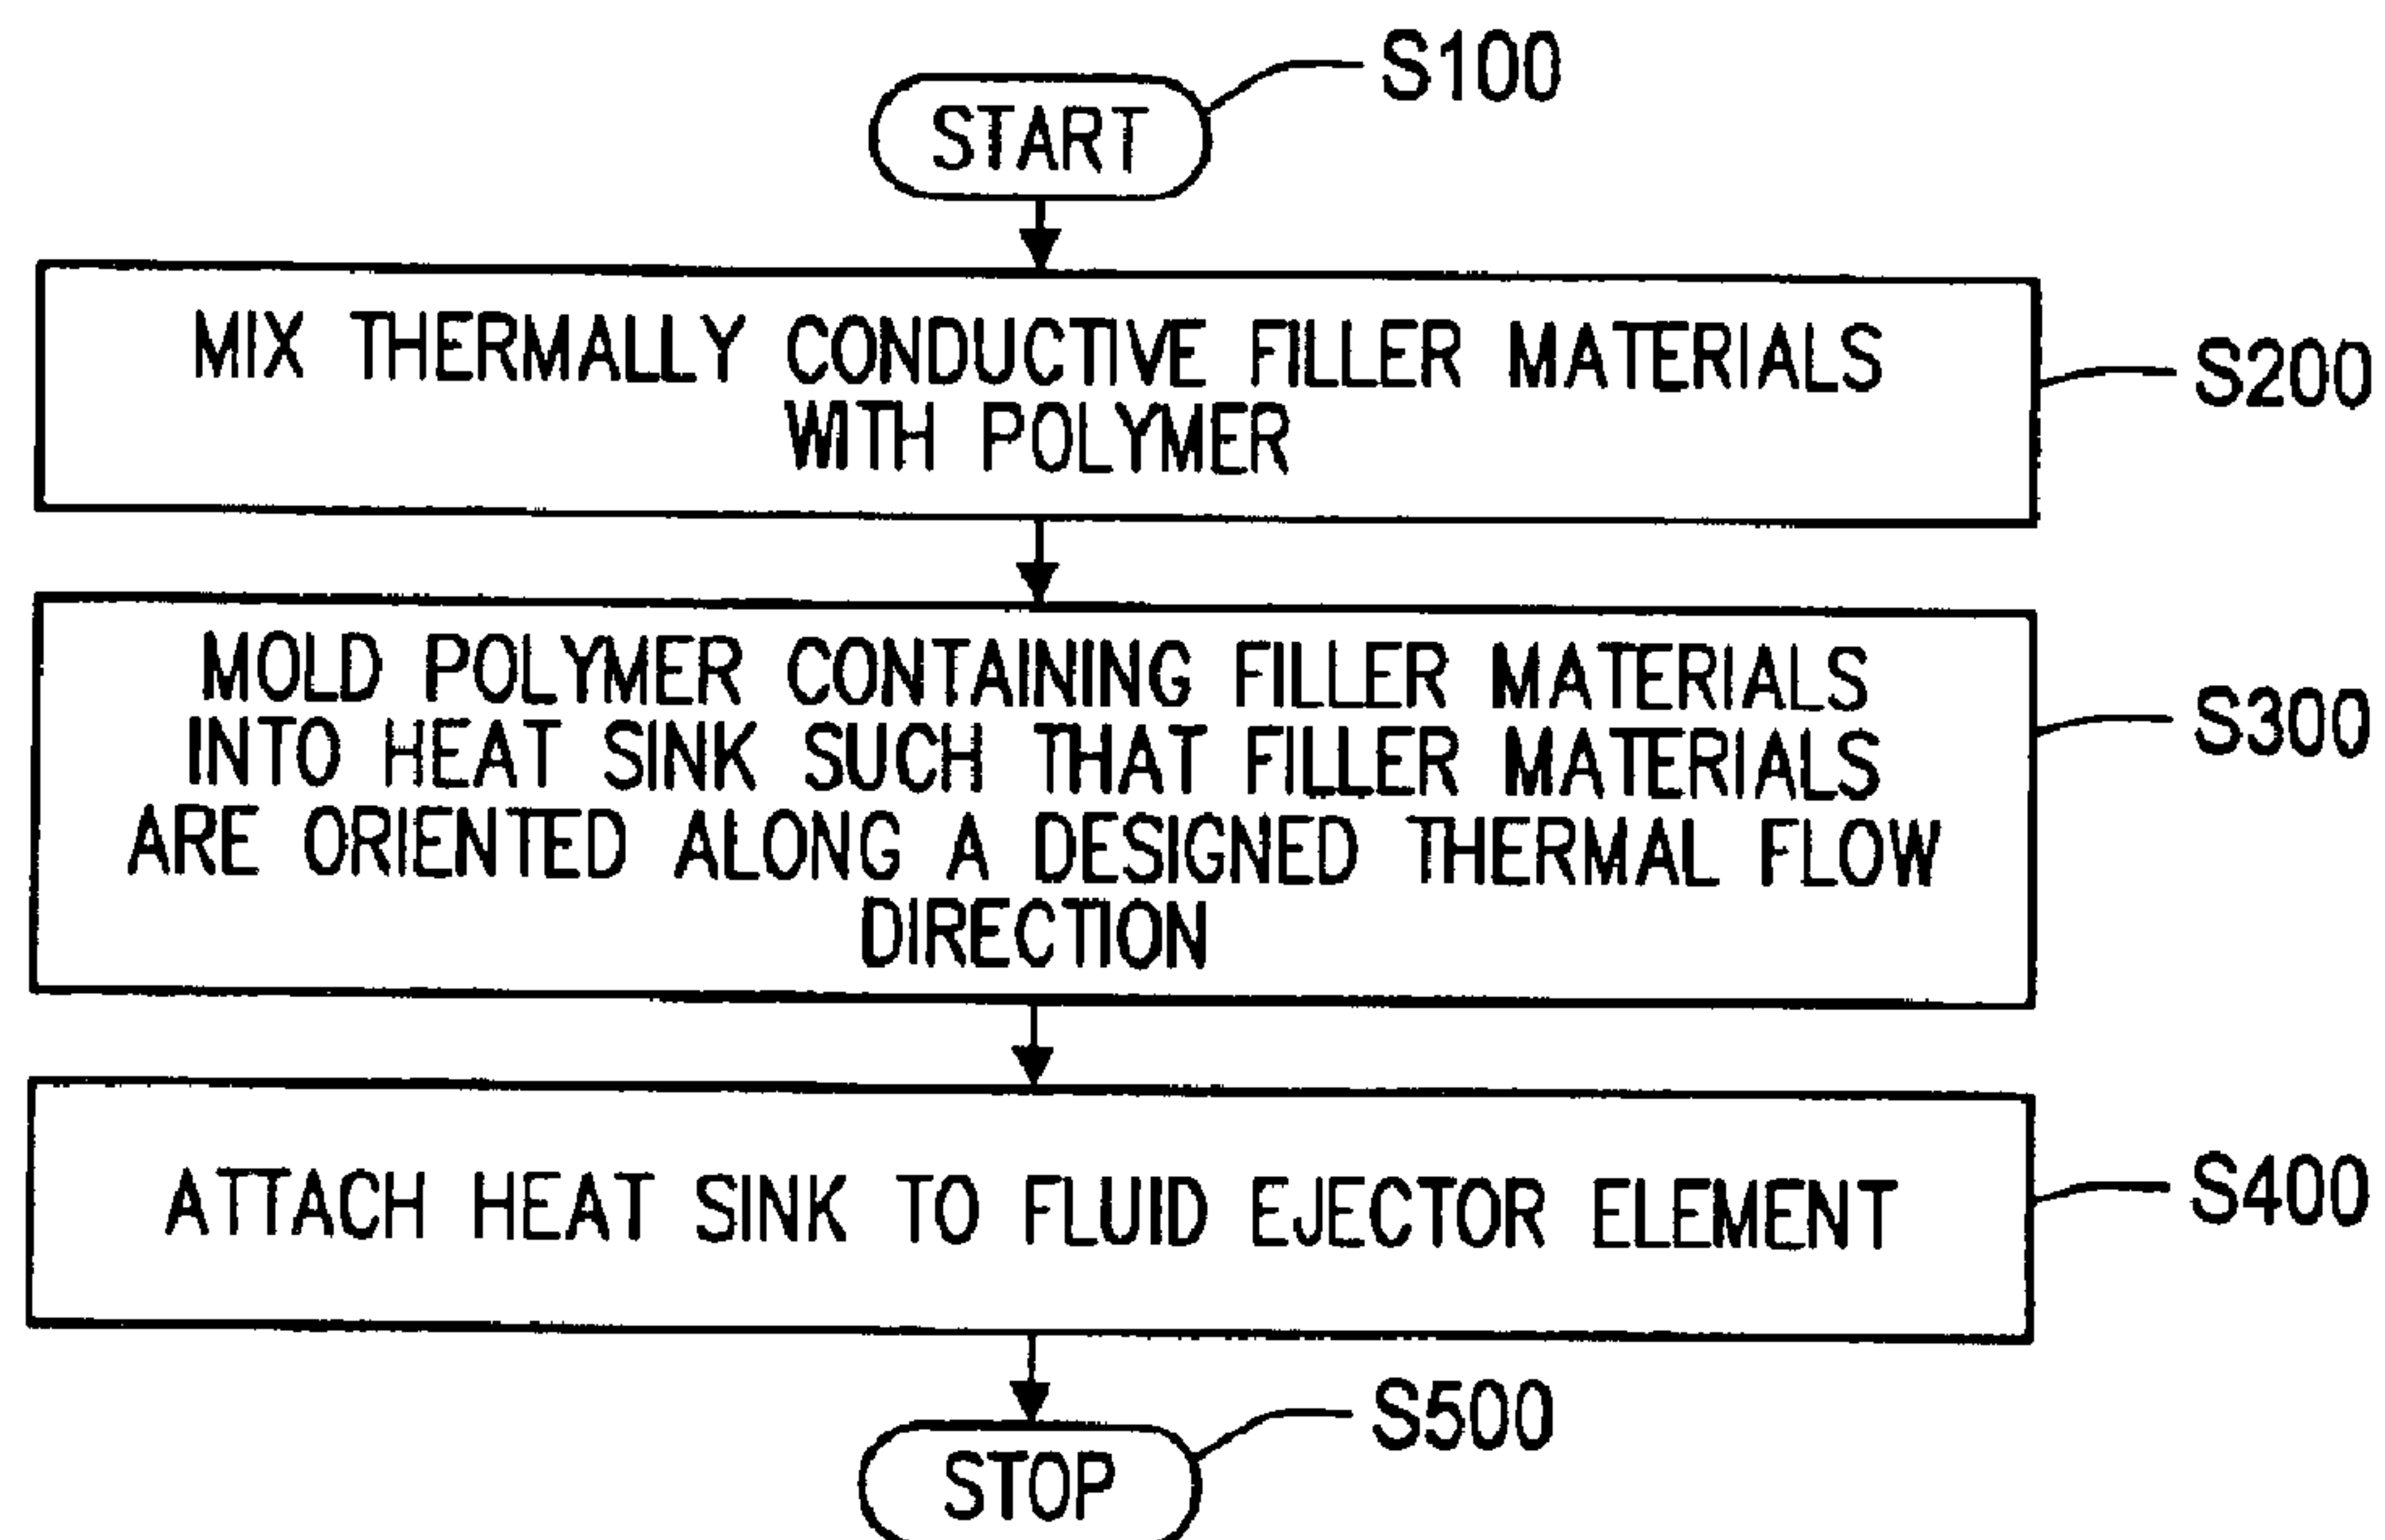 START
S100
MIX THERMALLY CONDUCTIVE FILLER MATERIALS
WITH POLYMER
S200
MOLD POLYMER CONTAINING FILLER MATERIALS
INTO HEAT SINK SUCH THAT FILLER MATERIALS
ARE ORIENTED ALONG A DESIGNED THERMAL FLOW
DIRECTION
S300
ATTACH HEAT SINK TO FLUID EJECTOR ELEMENT
S400
STOP
S500